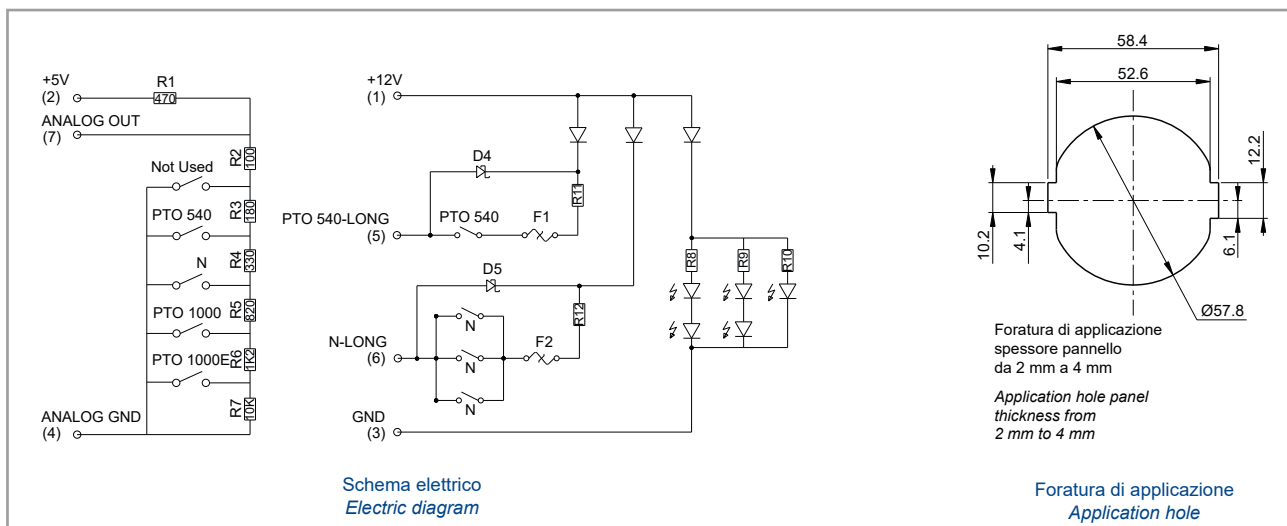 +5V
(2)
R1
470
ANALOG OUT
(7)
R2
100
Not Used
R3
180
PTO 540
R4
330
N
R5
820
PTO 1000
R6
1K2
PTO 1000E
R7
10K
ANALOG GND
(4)
+12V
(1)
D4
R11
PTO 540-LONG
(5)
PTO 540
F1
D5
R12
N
N-LONG
(6)
N
F2
N
GND
(3)
R8
R9
R10
Schema elettrico
Electric diagram
58.4
52.6
12.2
10.2
4.1
6.1
Ø57.8
Foratura di applicazione
spessore pannello
da 2 mm a 4 mm
Application hole panel
thickness from
2 mm to 4 mm
Foratura di applicazione
Application hole